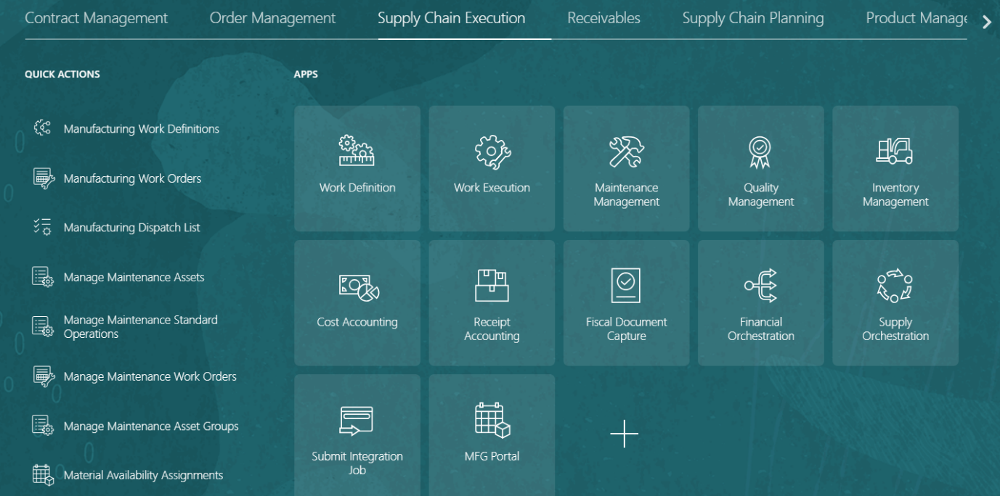 Contract Management
Order Management
Supply Chain Execution
Receivables
Supply Chain Planning
Product Manage
QUICK ACTIONS
Manufacturing Work Definitions
Manufacturing Work Orders
Manufacturing Dispatch List
Manage Maintenance Assets
Manage Maintenance Standard
Operations
Manage Maintenance Work Orders
Manage Maintenance Asset Groups
Material Availability Assignments
APPS
Work Definition
Work Execution
Maintenance
Management
Quality
Management
Inventory
Management
Cost Accounting
Receipt
Accounting
Fiscal Document
Capture
Financial
Orchestration
Supply
Orchestration
Submit Integration
Job
MFG Portal